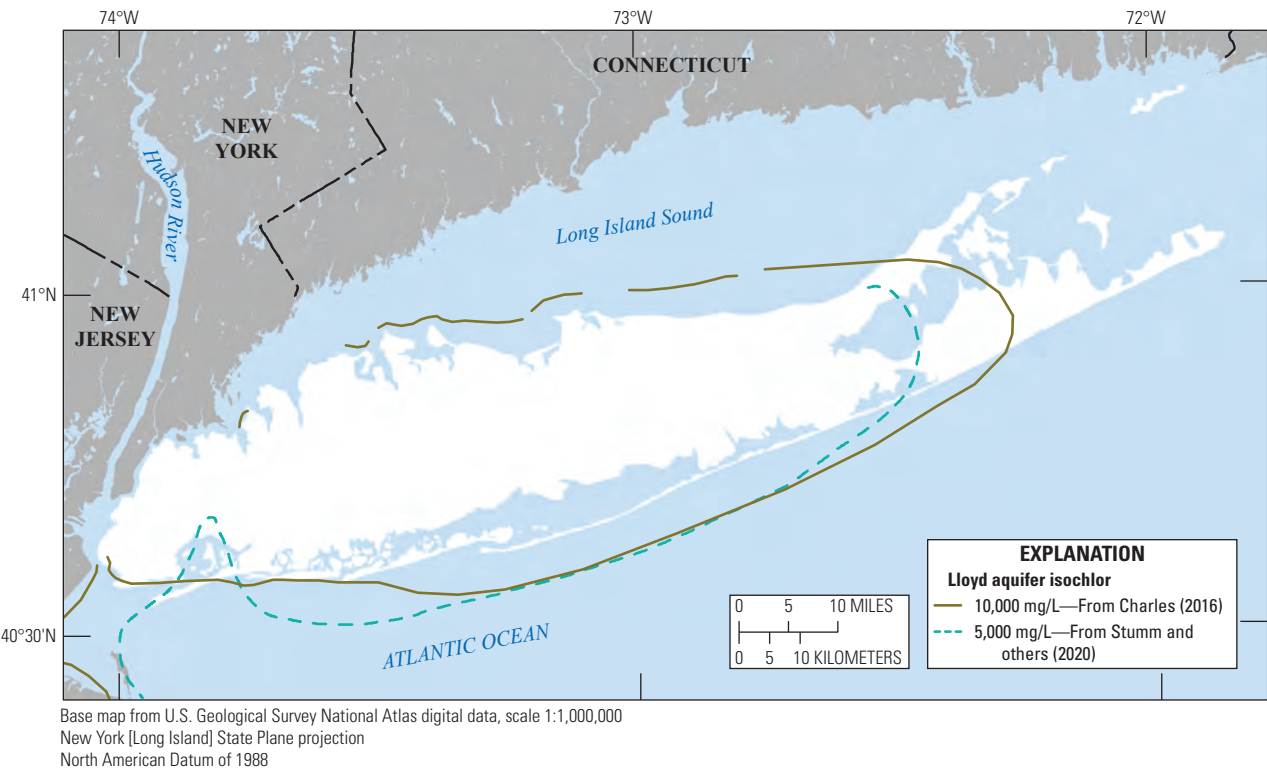 74°W
73°W
72°W
CONNECTICUT
NEW
YORK
Hudson River
Long Island Sound
41°N
NEW
JERSEY
EXPLANATION
Lloyd aquifer isochlor
10,000 mg/L—From Charles (2016)
5,000 mg/L—From Stumm and
others (2020)
0 5 10 MILES
0 5 10 KILOMETERS
40°30'N
ATLANTIC OCEAN
Base map from U.S. Geological Survey National Atlas digital data, scale 1:1,000,000
New York [Long Island] State Plane projection
North American Datum of 1988